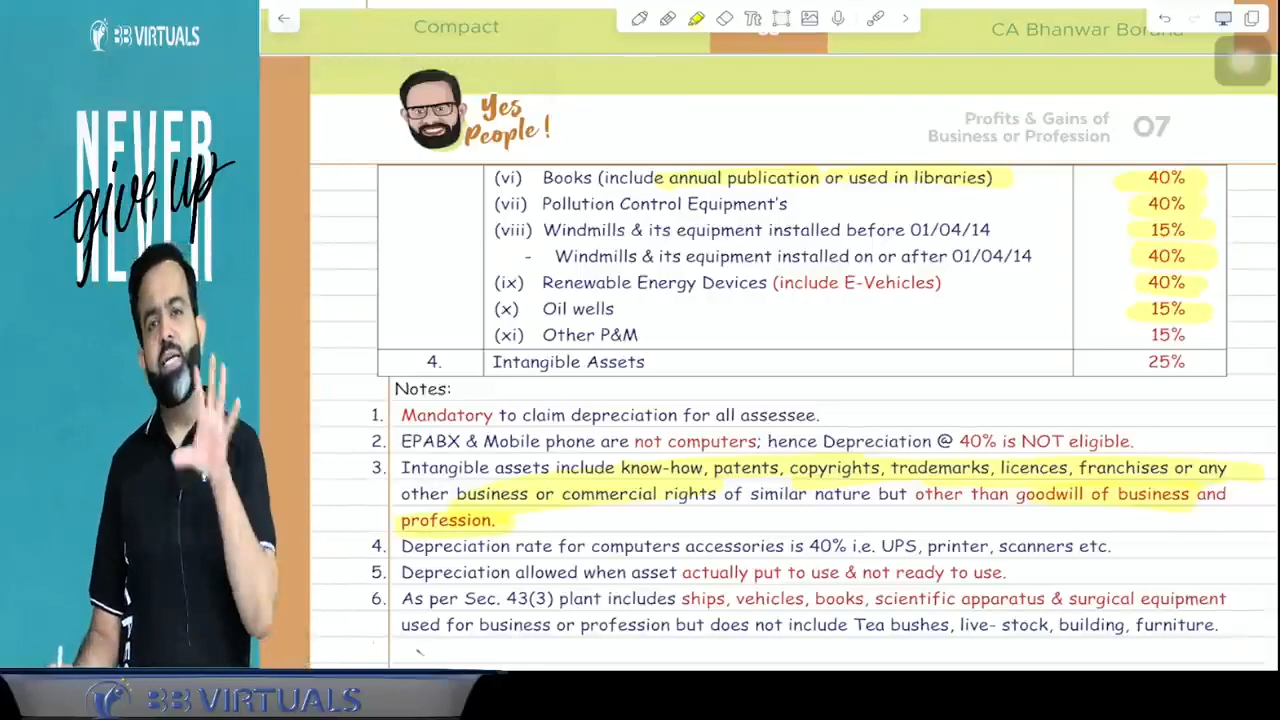 BB VIRTUALS
NEVER
give up
NEVER
Compact
CA Bhanwar Borana
Yes
People!
Profits & Gains of
Business or Profession
07
(vi) Books (include annual publication or used in libraries) 40%
(vii) Pollution Control Equipment's 40%
(viii) Windmills & its equipment installed before 01/04/14 15%
- Windmills & its equipment installed on or after 01/04/14 40%
(ix) Renewable Energy Devices (include E-Vehicles) 40%
(x) Oil wells 15%
(xi) Other P&M 15%
4. Intangible Assets 25%
Notes:
1. Mandatory to claim depreciation for all assessee.
2. EPABX & Mobile phone are not computers; hence Depreciation @ 40% is NOT eligible.
3. Intangible assets include know-how, patents, copyrights, trademarks, licences, franchises or any
other business or commercial rights of similar nature but other than goodwill of business and
profession.
4. Depreciation rate for computers accessories is 40% i.e. UPS, printer, scanners etc.
5. Depreciation allowed when asset actually put to use & not ready to use.
6. As per Sec. 43(3) plant includes ships, vehicles, books, scientific apparatus & surgical equipment
used for business or profession but does not include Tea bushes, live- stock, building, furniture.
BB VIRTUALS